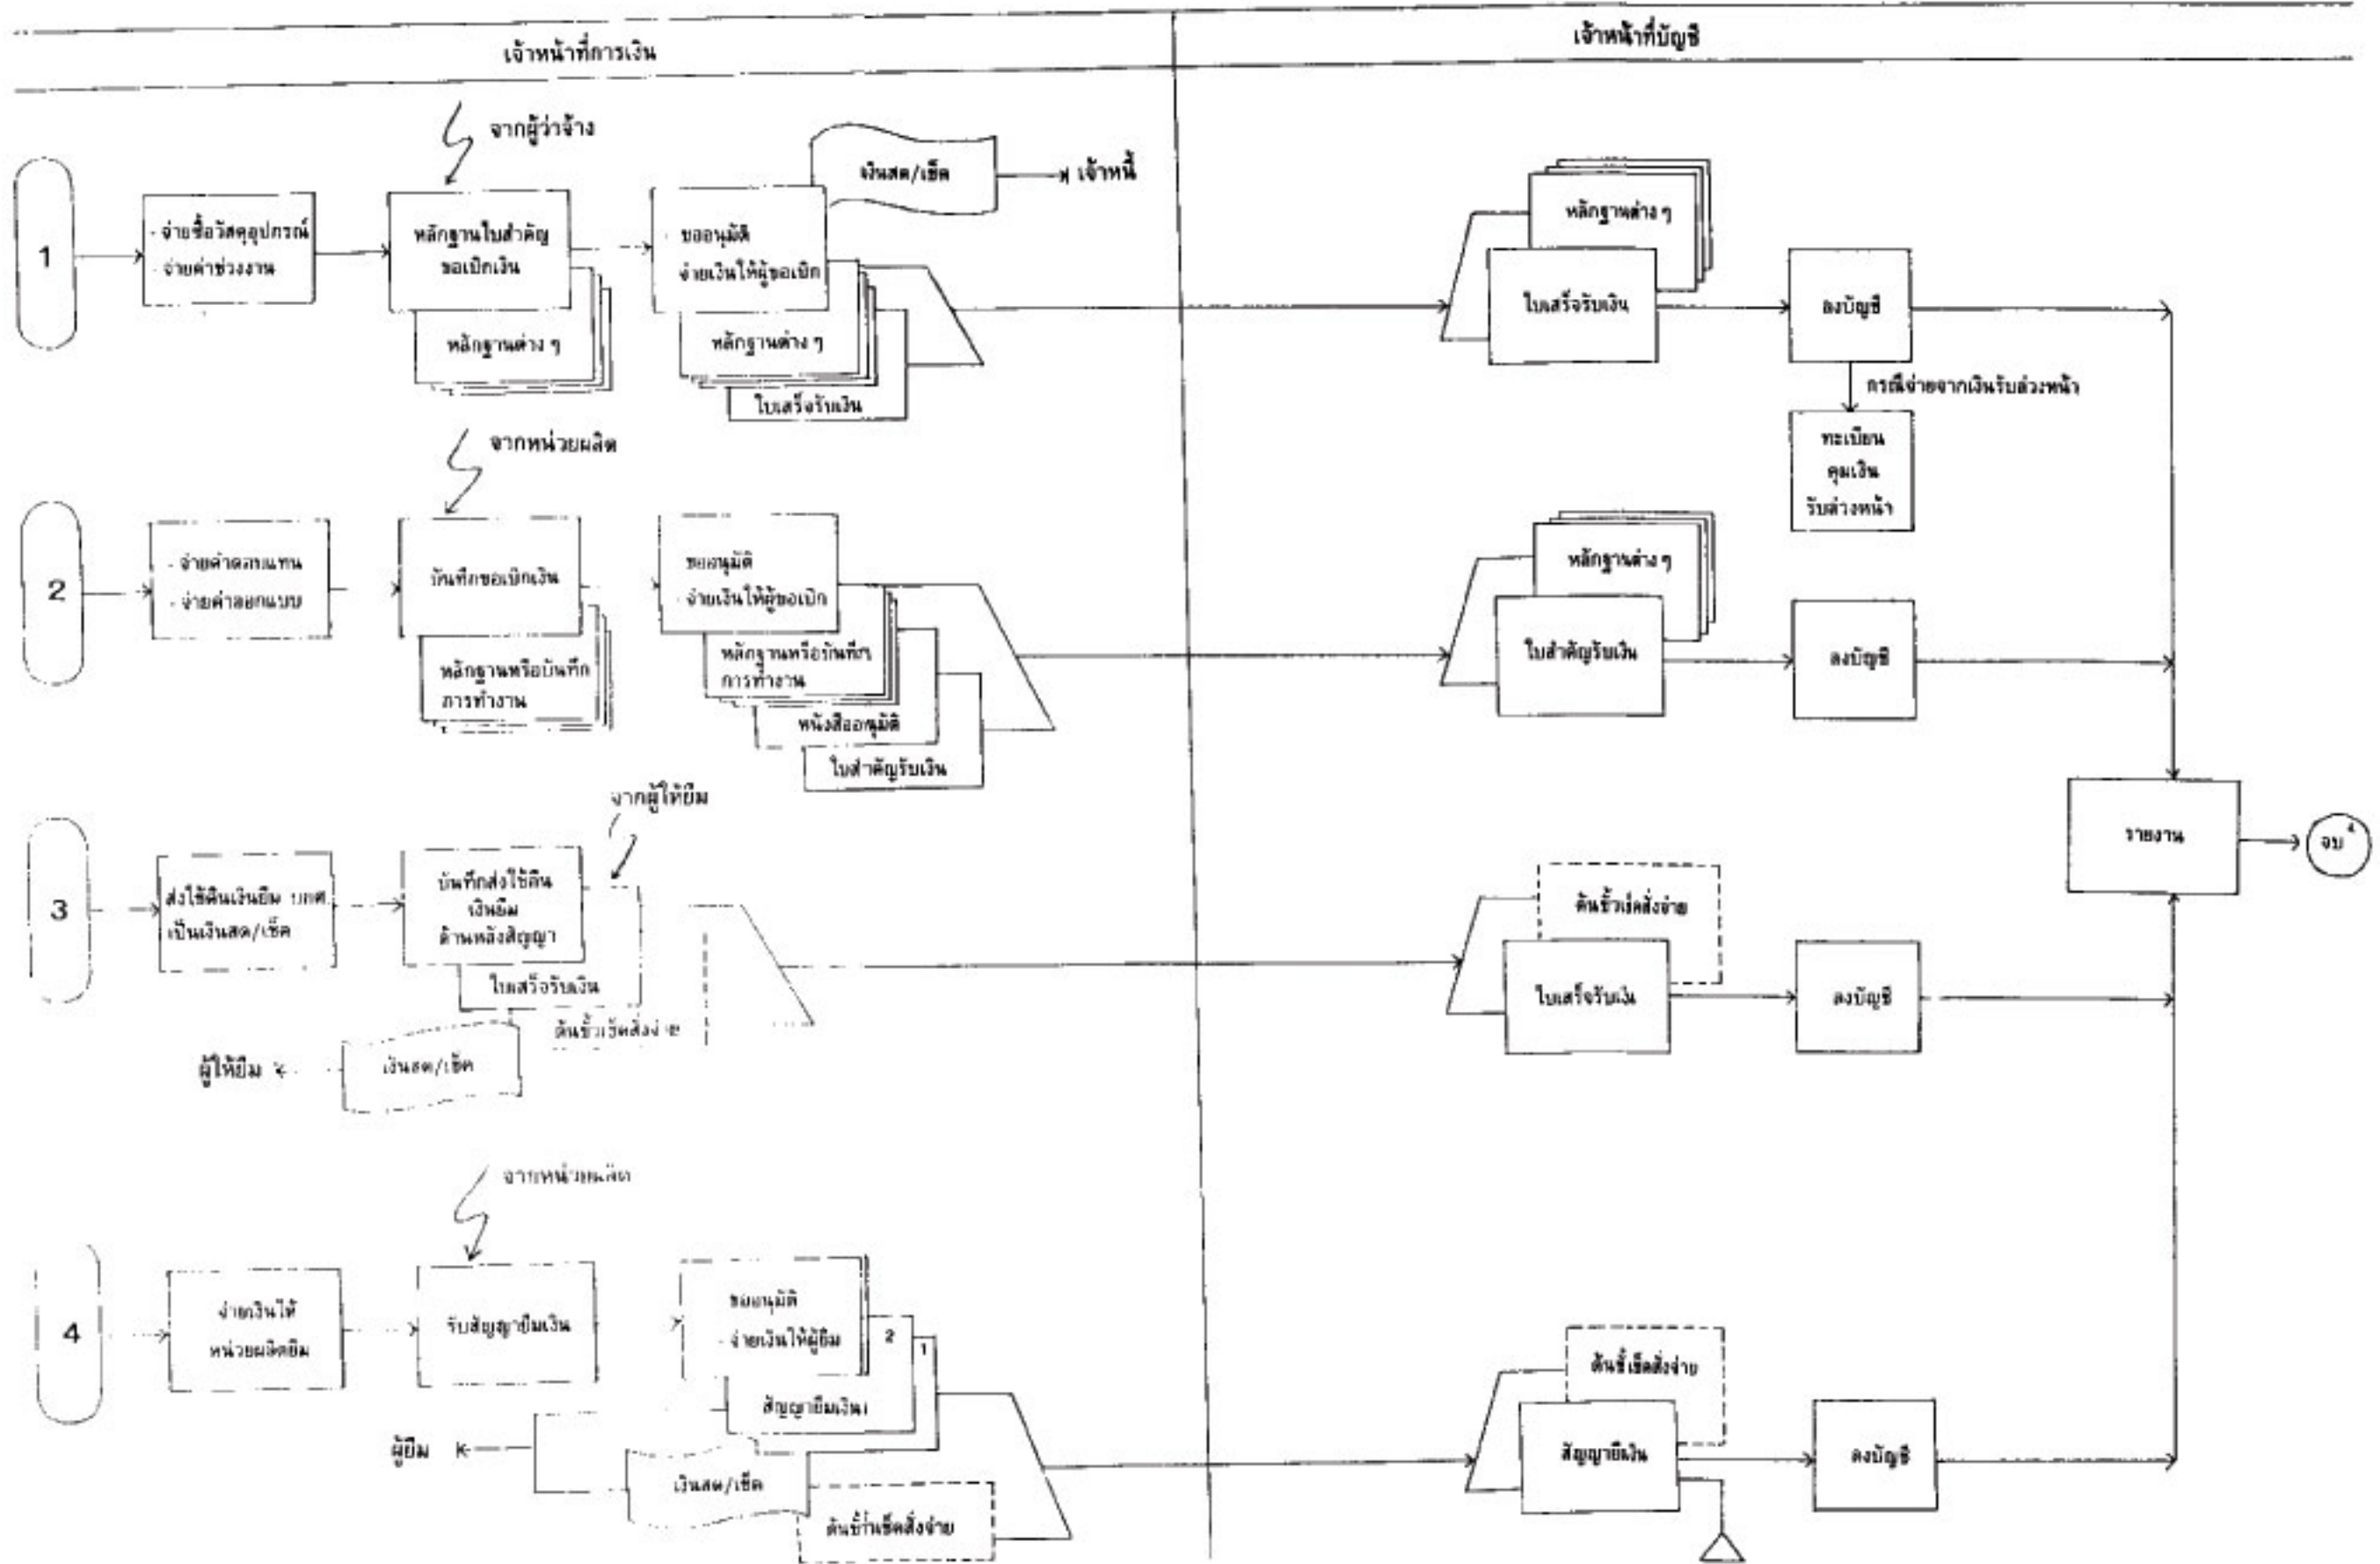 เจ้าหน้าที่การเงิน
เจ้าหน้าที่บัญชี
จากผู้ว่าจ้าง
1
- จ่ายซื้อวัสดุอุปกรณ์
- จ่ายค่าช่วงงาน
หลักฐานใบสำคัญ
ขอเบิกเงิน
หลักฐานต่าง ๆ
ขออนุมัติ
จ่ายเงินให้ผู้ขอเบิก
หลักฐานต่าง ๆ
ใบเสร็จรับเงิน
เงินสด/เช็ค
เจ้าหนี้
หลักฐานต่าง ๆ
ใบเสร็จรับเงิน
ลงบัญชี
กรณีจ่ายจากเงินรับล่วงหน้า
ทะเบียน
คุมเงิน
รับล่วงหน้า
จากหน่วยผลิต
2
- จ่ายค่าตอบแทน
- จ่ายค่าออกแบบ
บันทึกขอเบิกเงิน
หลักฐานหรือบันทึก
การทำงาน
ขออนุมัติ
- จ่ายเงินให้ผู้ขอเบิก
หลักฐานหรือบันทึก
การทำงาน
หนังสืออนุมัติ
ใบสำคัญรับเงิน
หลักฐานต่าง ๆ
ใบสำคัญรับเงิน
ลงบัญชี
รายงาน
จบ
จากผู้ให้ยืม
3
ส่งใช้คืนเงินยืม
เป็นเงินสด/เช็ค
บันทึกส่งใช้คืน
เงินยืม
ด้านหลังสัญญา
ใบเสร็จรับเงิน
ต้นขั้วเช็คสั่งจ่าย
เงินสด/เช็ค
ผู้ให้ยืม
ต้นขั้วเช็คสั่งจ่าย
ใบเสร็จรับเงิน
ลงบัญชี
จากหน่วยผลิต
4
จ่ายเงินให้
หน่วยผลิตยืม
รับสัญญายืมเงิน
ขออนุมัติ
- จ่ายเงินให้ผู้ยืม
2
1
สัญญายืมเงิน
ผู้ยืม
เงินสด/เช็ค
ต้นขั้วเช็คสั่งจ่าย
ต้นขั้วเช็คสั่งจ่าย
สัญญายืมเงิน
ลงบัญชี